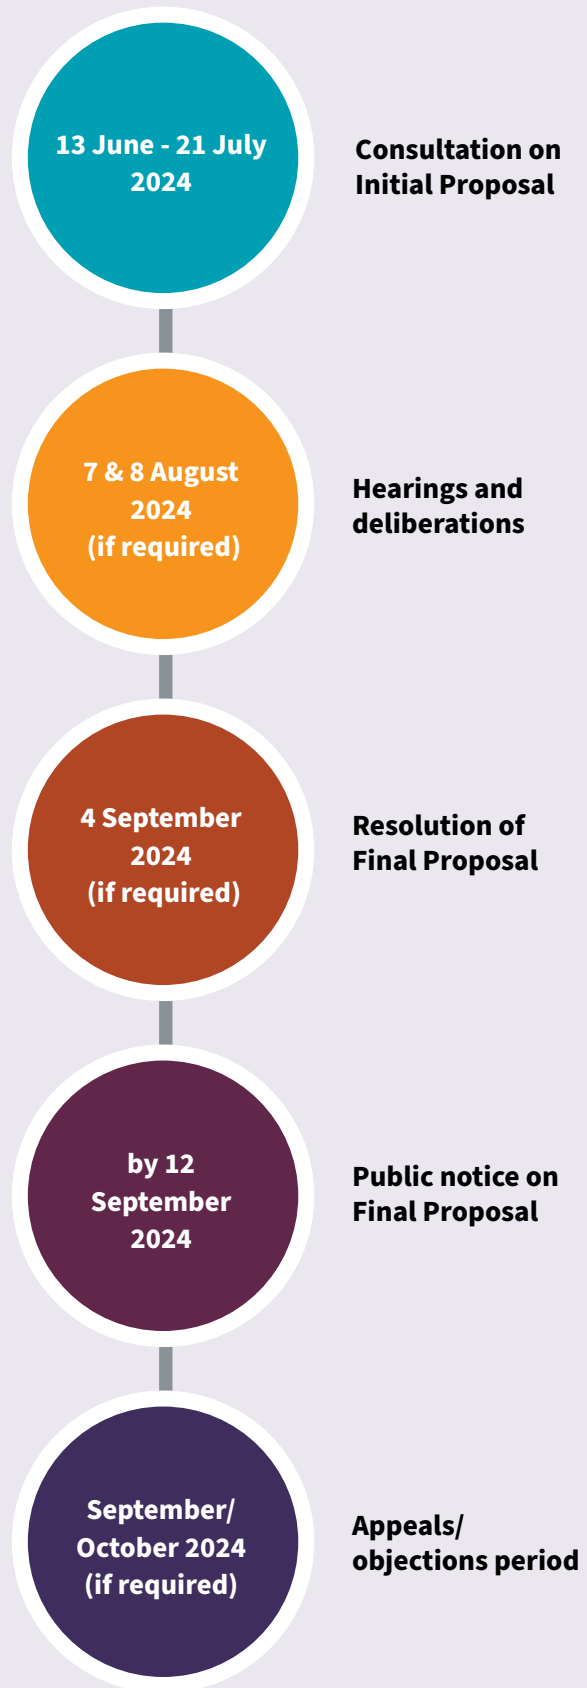 13 June - 21 July
2024
Consultation on
Initial Proposal
7 & 8 August
2024
(if required)
Hearings and
deliberations
4 September
2024
(if required)
Resolution of
Final Proposal
by 12
September
2024
Public notice on
Final Proposal
September/
October 2024
(if required)
Appeals/
objections period